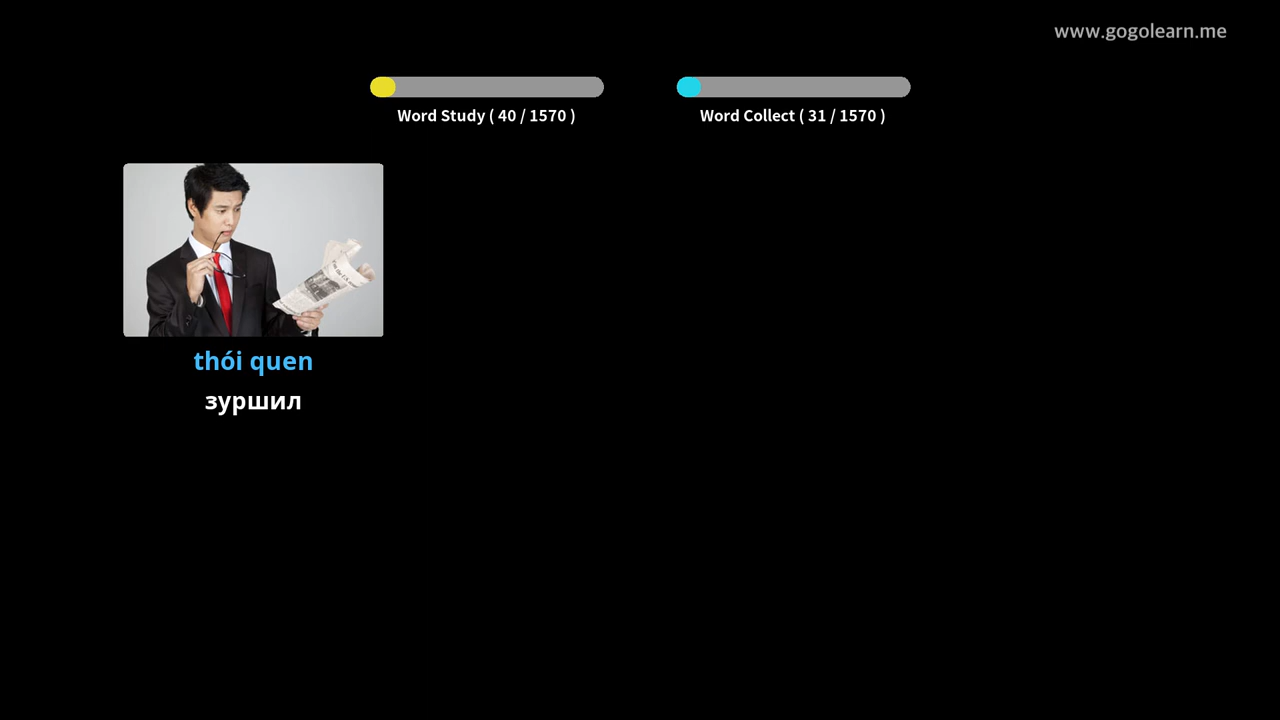 www.gogolearn.me
Word Study ( 40 / 1570 )
Word Collect ( 31 / 1570 )
thói quen
зуршил